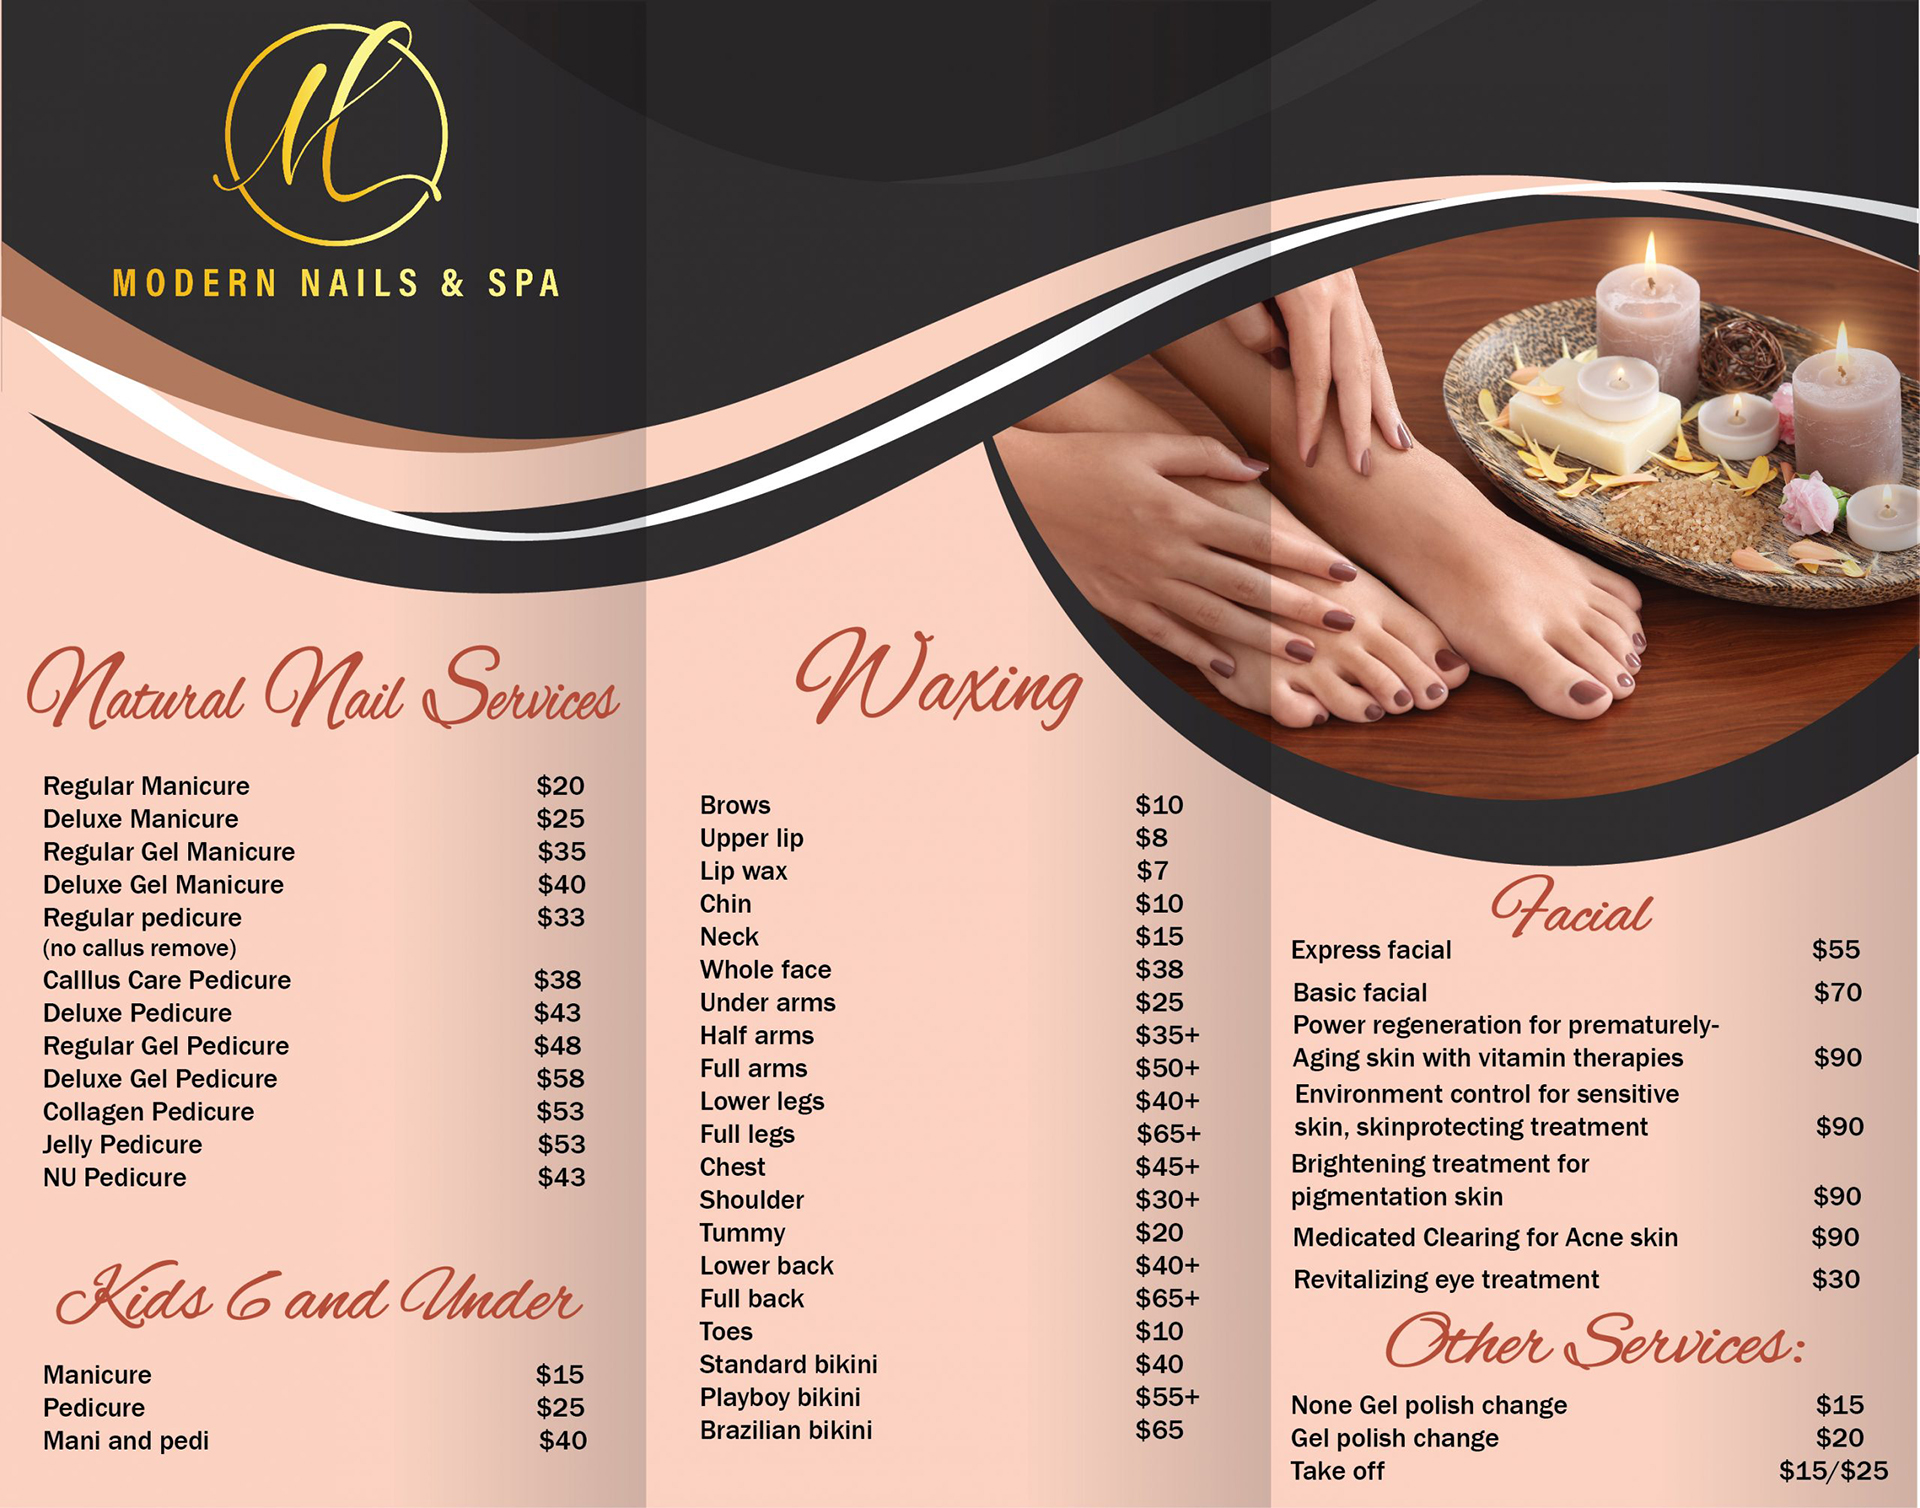 M
MODERN NAILS & SPA
Natural Nail Services
Regular Manicure $20
Deluxe Manicure $25
Regular Gel Manicure $35
Deluxe Gel Manicure $40
Regular pedicure $33
(no callus remove)
Calllus Care Pedicure $38
Deluxe Pedicure $43
Regular Gel Pedicure $48
Deluxe Gel Pedicure $58
Collagen Pedicure $53
Jelly Pedicure $53
NU Pedicure $43
Kids 6 and Under
Manicure $15
Pedicure $25
Mani and pedi $40
Waxing
Brows $10
Upper lip $8
Lip wax $7
Chin $10
Neck $15
Whole face $38
Under arms $25
Half arms $35+
Full arms $50+
Lower legs $40+
Full legs $65+
Chest $45+
Shoulder $30+
Tummy $20
Lower back $40+
Full back $65+
Toes $10
Standard bikini $40
Playboy bikini $55+
Brazilian bikini $65
Facial
Express facial $55
Basic facial $70
Power regeneration for prematurely-
Aging skin with vitamin therapies $90
Environment control for sensitive
skin, skinprotecting treatment $90
Brightening treatment for
pigmentation skin $90
Medicated Clearing for Acne skin $90
Revitalizing eye treatment $30
Other Services:
None Gel polish change $15
Gel polish change $20
Take off $15/$25